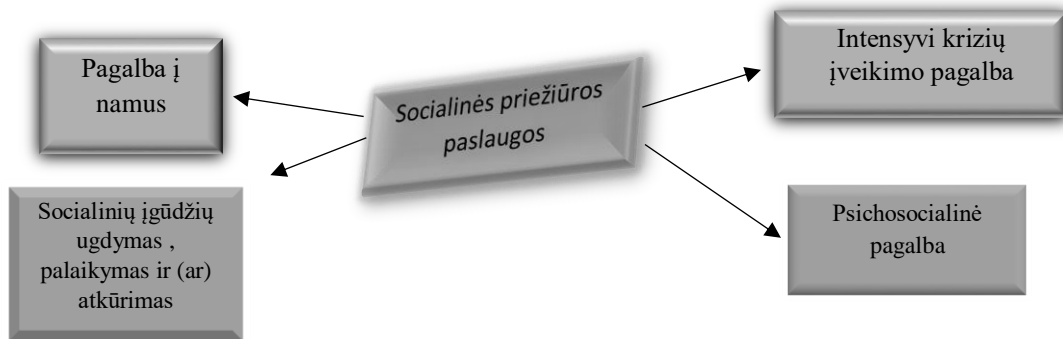 Pagalba į
namus
Socialinės priežiūros
paslaugos
Intensyvi krizių
įveikimo pagalba
Socialinių įgūdžių
ugdymas ,
palaikymas ir (ar)
atkūrimas
Psichosocialinė
pagalba